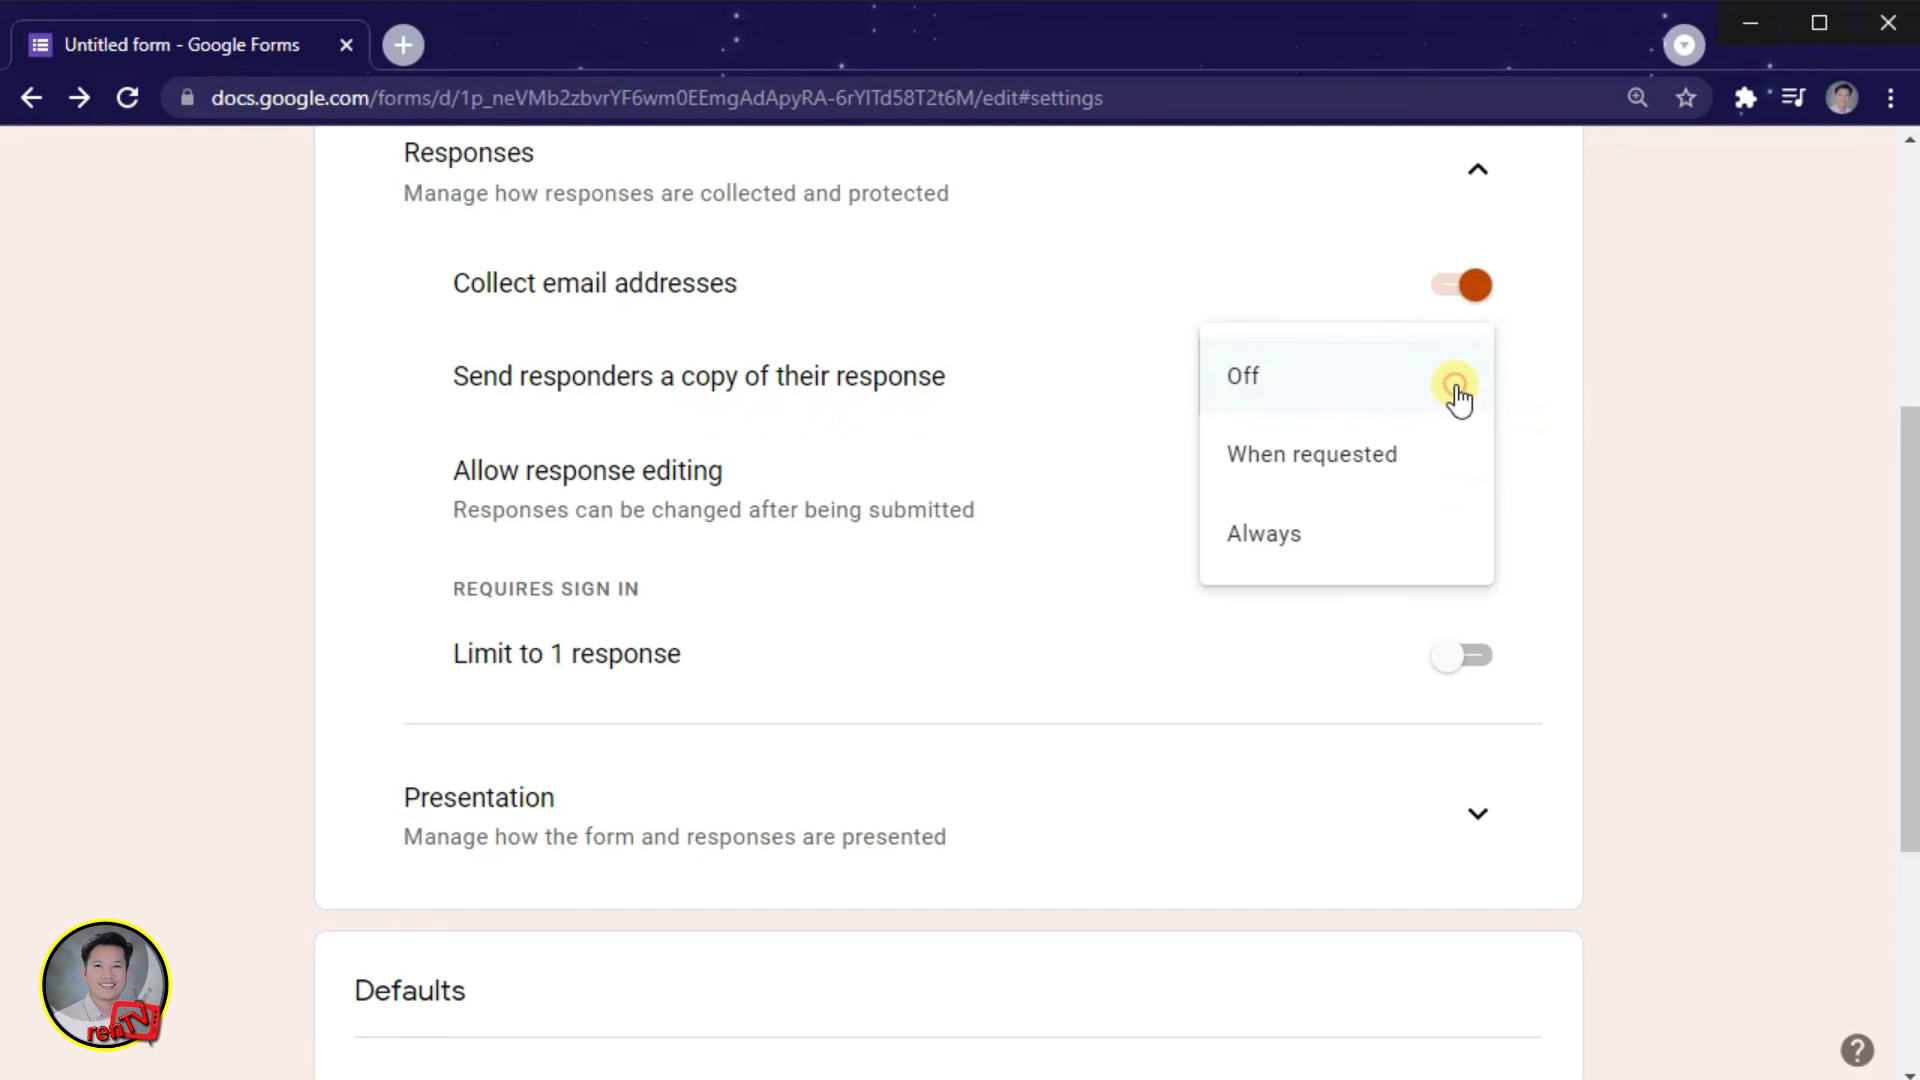 Untitled form - Google Forms
docs.google.com/forms/d/1p_neVMb2zbvrYF6wm0EEmgAdApyRA-6rYlTd58T2t6M/edit#settings
Responses
Manage how responses are collected and protected
Collect email addresses
Send responders a copy of their response
Off
When requested
Always
Allow response editing
Responses can be changed after being submitted
REQUIRES SIGN IN
Limit to 1 response
Presentation
Manage how the form and responses are presented
Defaults
renTV